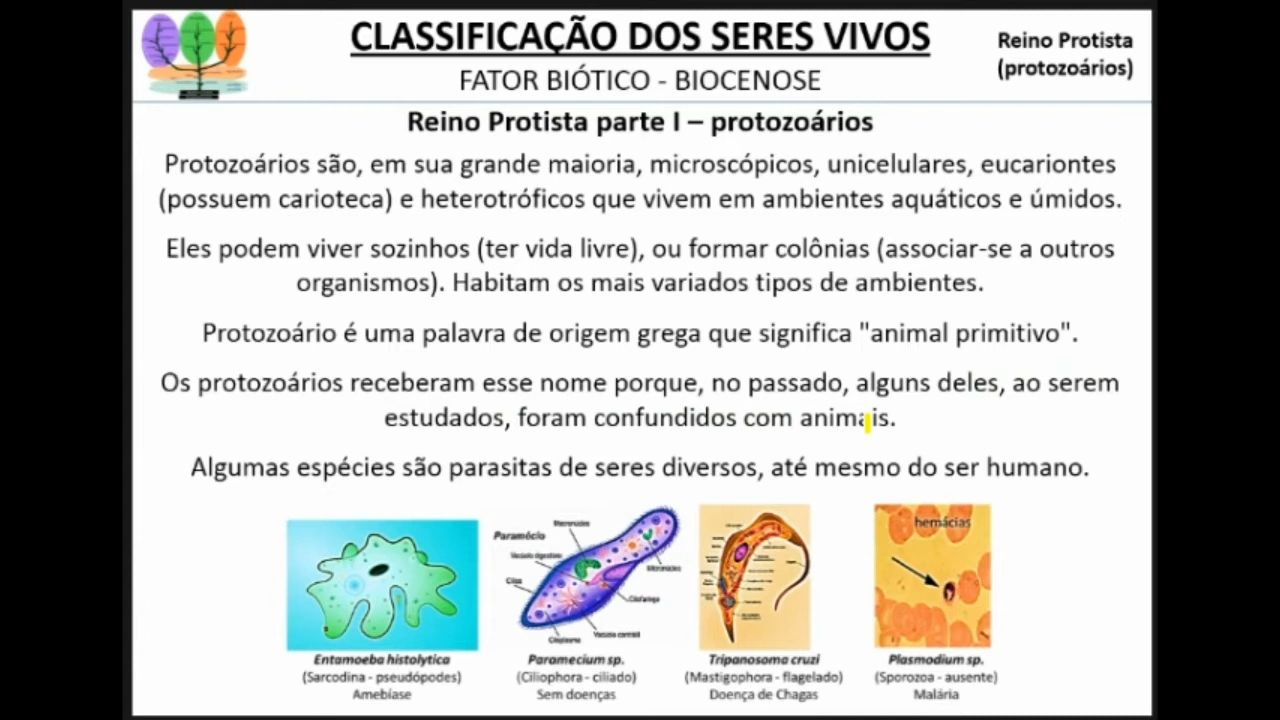 CLASSIFICAÇÃO DOS SERES VIVOS
FATOR BIÓTICO - BIOCENOSE
Reino Protista
(protozoários)
Reino Protista parte I – protozoários
Protozoários são, em sua grande maioria, microscópicos, unicelulares, eucariontes
(possuem carioteca) e heterotróficos que vivem em ambientes aquáticos e úmidos.
Eles podem viver sozinhos (ter vida livre), ou formar colônias (associar-se a outros
organismos). Habitam os mais variados tipos de ambientes.
Protozoário é uma palavra de origem grega que significa "animal primitivo".
Os protozoários receberam esse nome porque, no passado, alguns deles, ao serem
estudados, foram confundidos com animais.
Algumas espécies são parasitas de seres diversos, até mesmo do ser humano.
Paramécio
Vacúolo digestivo
Cílios
Citoplasma
Vacúolo contrátil
Citofaringe
hemácias
Entamoeba histolytica
(Sarcodina - pseudópodes)
Amebíase
Paramecium sp.
(Ciliophora - ciliado)
Sem doenças
Tripanosoma cruzi
(Mastigophora - flagelado)
Doença de Chagas
Plasmodium sp.
(Sporozoa - ausente)
Malária